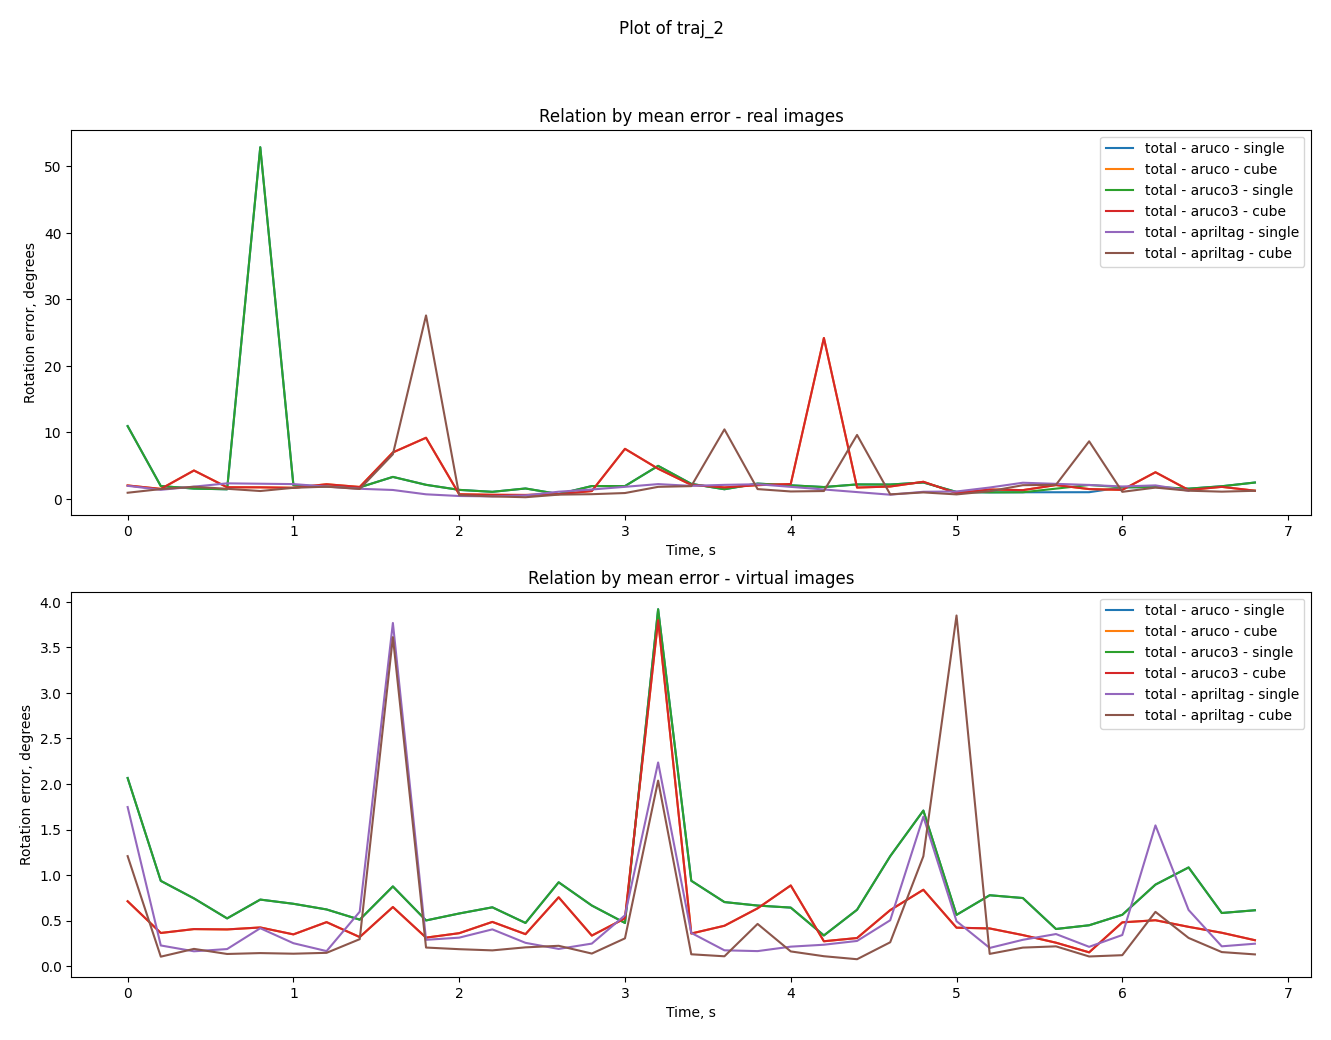 Plot of traj_2
Relation by mean error - real images
Rotation error, degrees
50
40
30
20
10
0
total - aruco - single
total - aruco - cube
total - aruco3 - single
total - aruco3 - cube
total - apriltag - single
total - apriltag - cube
0 1 2 3 4 5 6 7
Time, s
Relation by mean error - virtual images
Rotation error, degrees
4.0
3.5
3.0
2.5
2.0
1.5
1.0
0.5
0.0
total - aruco - single
total - aruco - cube
total - aruco3 - single
total - aruco3 - cube
total - apriltag - single
total - apriltag - cube
0 1 2 3 4 5 6 7
Time, s